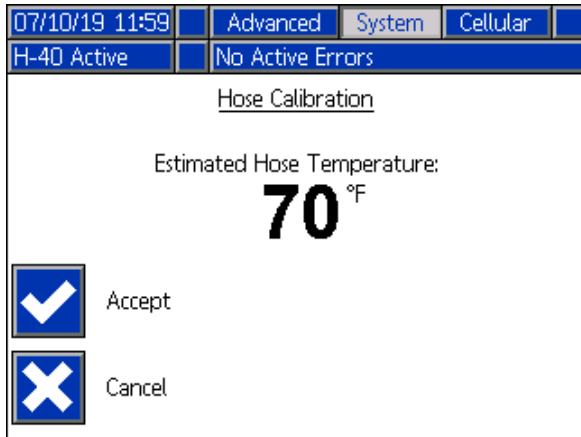 07/10/19 11:59 Advanced System Cellular
H-40 Active No Active Errors
Hose Calibration
Estimated Hose Temperature:
70 °F
Accept
Cancel